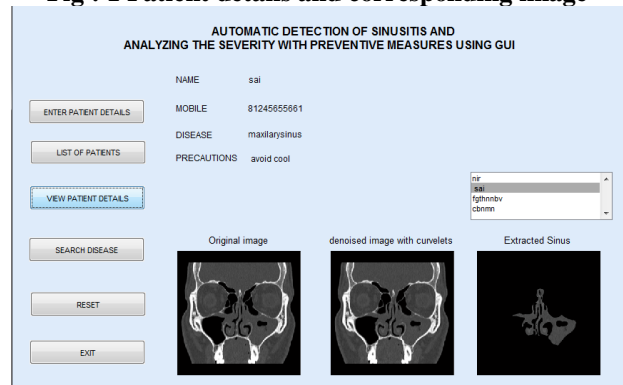 Fig . 2 Patient details and corresponding image
AUTOMATIC DETECTION OF SINUSITIS AND
ANALYZING THE SEVERITY WITH PREVENTIVE MEASURES USING GUI
NAME sai
ENTER PATIENT DETAILS
MOBILE 81245655661
DISEASE maxilarysinus
LIST OF PATIENTS
PRECAUTIONS avoid cool
VIEW PATIENT DETAILS
nir
sai
fgthnnbv
cbnmn
SEARCH DISEASE
Original image denoised image with curvelets Extracted Sinus
RESET
EXIT